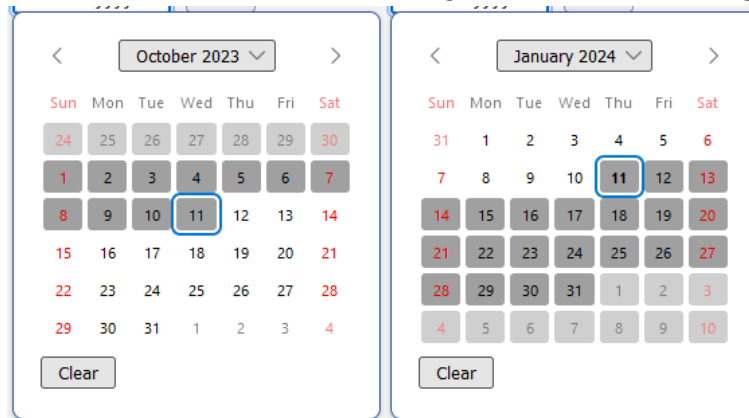 October 2023
Sun Mon Tue Wed Thu Fri Sat
24 25 26 27 28 29 30
1 2 3 4 5 6 7
8 9 10 11 12 13 14
15 16 17 18 19 20 21
22 23 24 25 26 27 28
29 30 31 1 2 3 4
Clear
January 2024
Sun Mon Tue Wed Thu Fri Sat
31 1 2 3 4 5 6
7 8 9 10 11 12 13
14 15 16 17 18 19 20
21 22 23 24 25 26 27
28 29 30 31 1 2 3
4 5 6 7 8 9 10
Clear